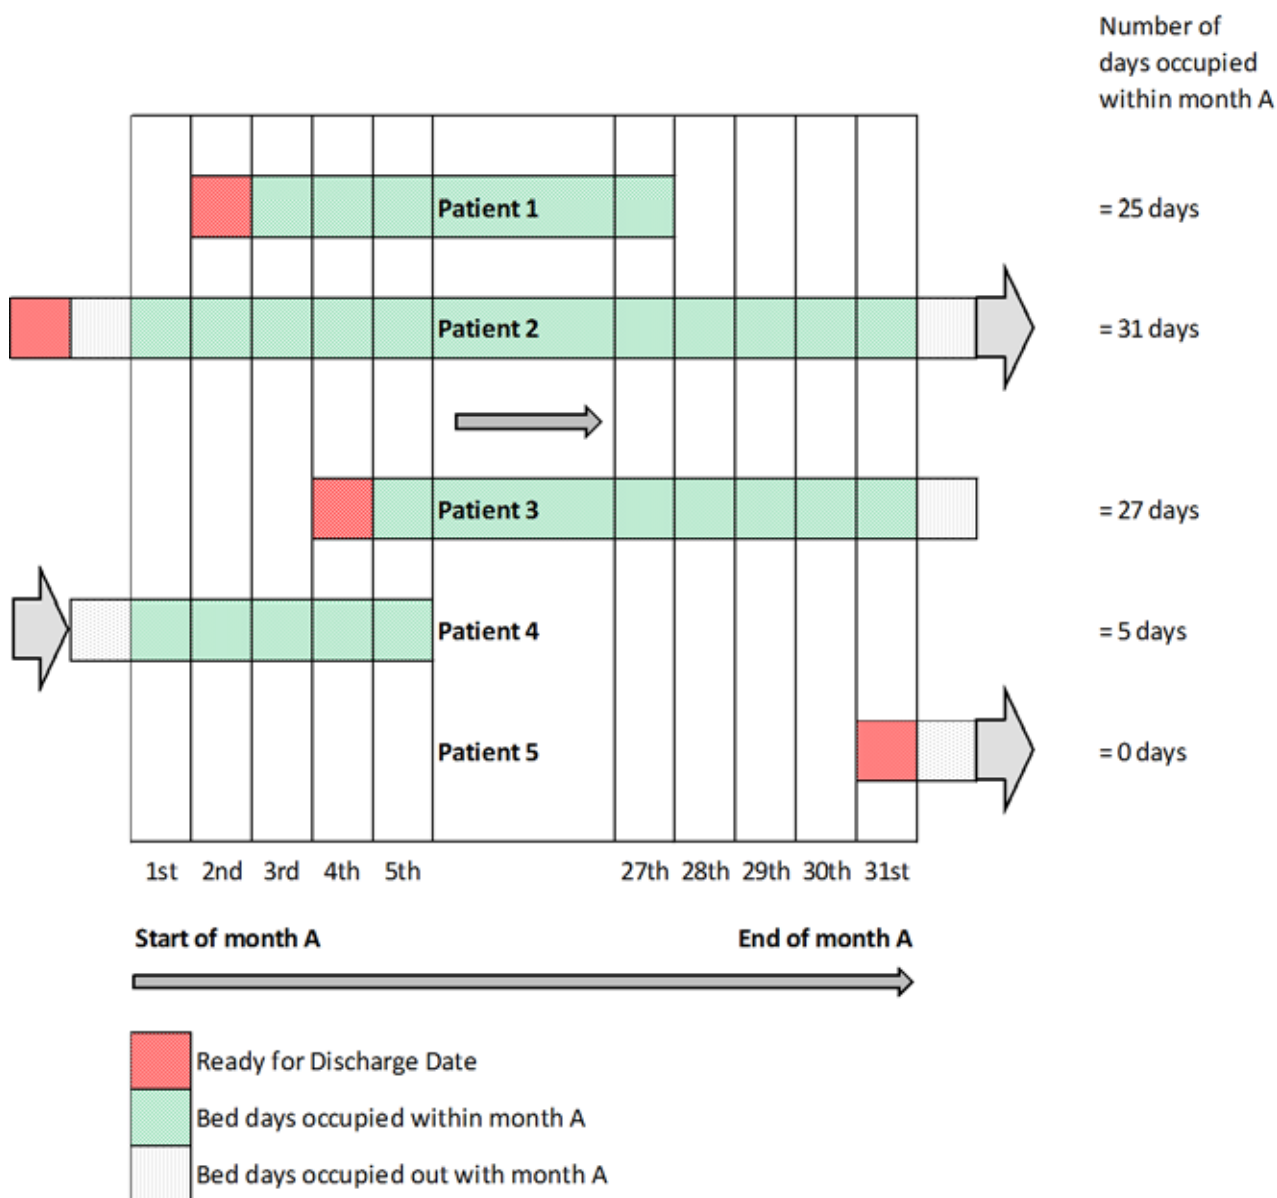 Number of
days occupied
within month A
Patient 1
= 25 days
Patient 2
= 31 days
Patient 3
= 27 days
Patient 4
= 5 days
Patient 5
= 0 days
1st 2nd 3rd 4th 5th 27th 28th 29th 30th 31st
Start of month A
End of month A
Ready for Discharge Date
Bed days occupied within month A
Bed days occupied out with month A